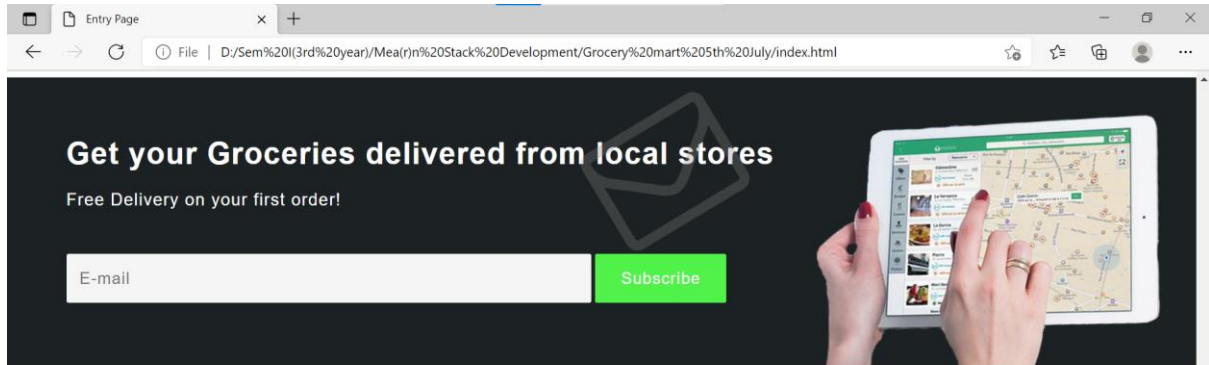 Entry Page
File | D:/Sem%20I(3rd%20year)/Mea(r)n%20Stack%20Development/Grocery%20mart%205th%20July/index.html
Get your Groceries delivered from local stores
Free Delivery on your first order!
E-mail
Subscribe